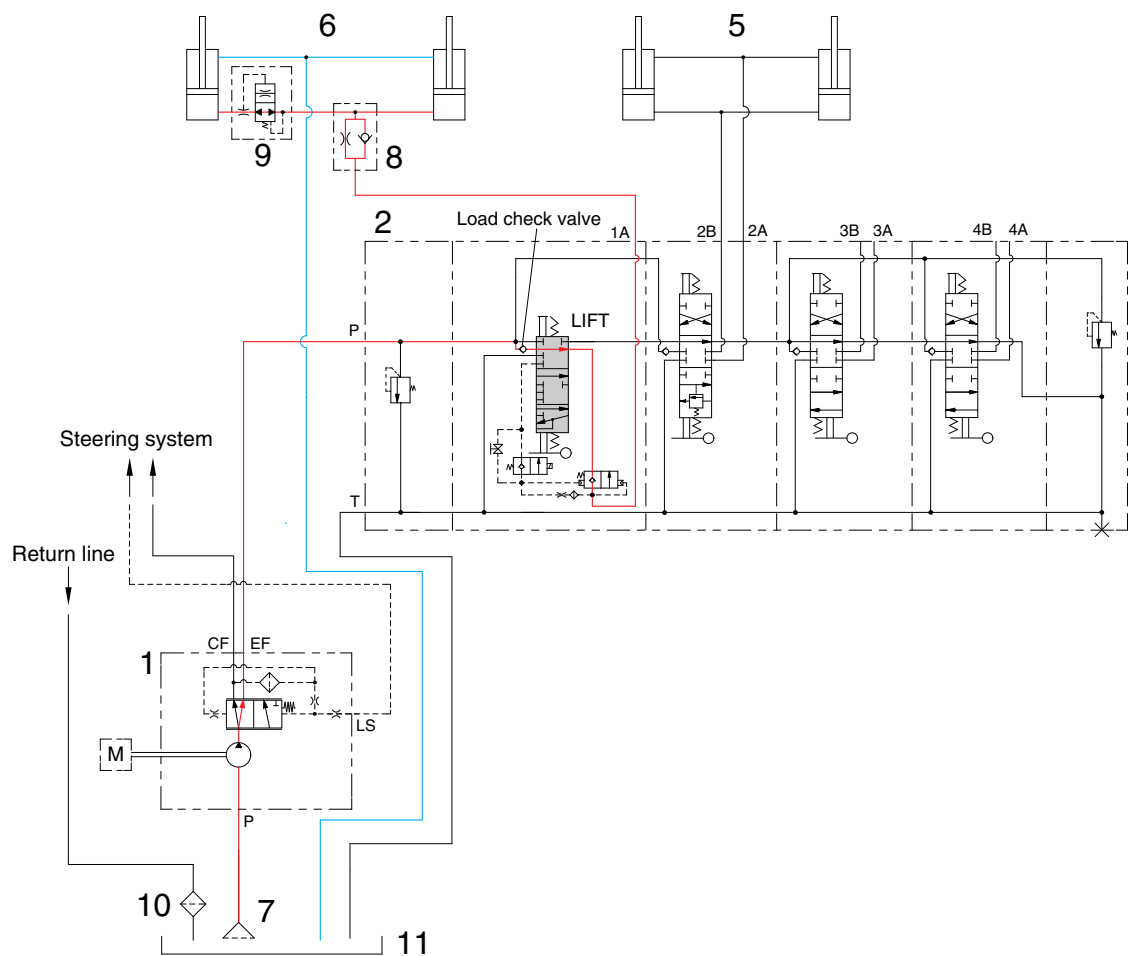 6
5
9
8
Load check valve
2
1A
2B
2A
3B
3A
4B
4A
LIFT
P
Steering system
T
Return line
CF
EF
1
LS
M
P
10
7
11